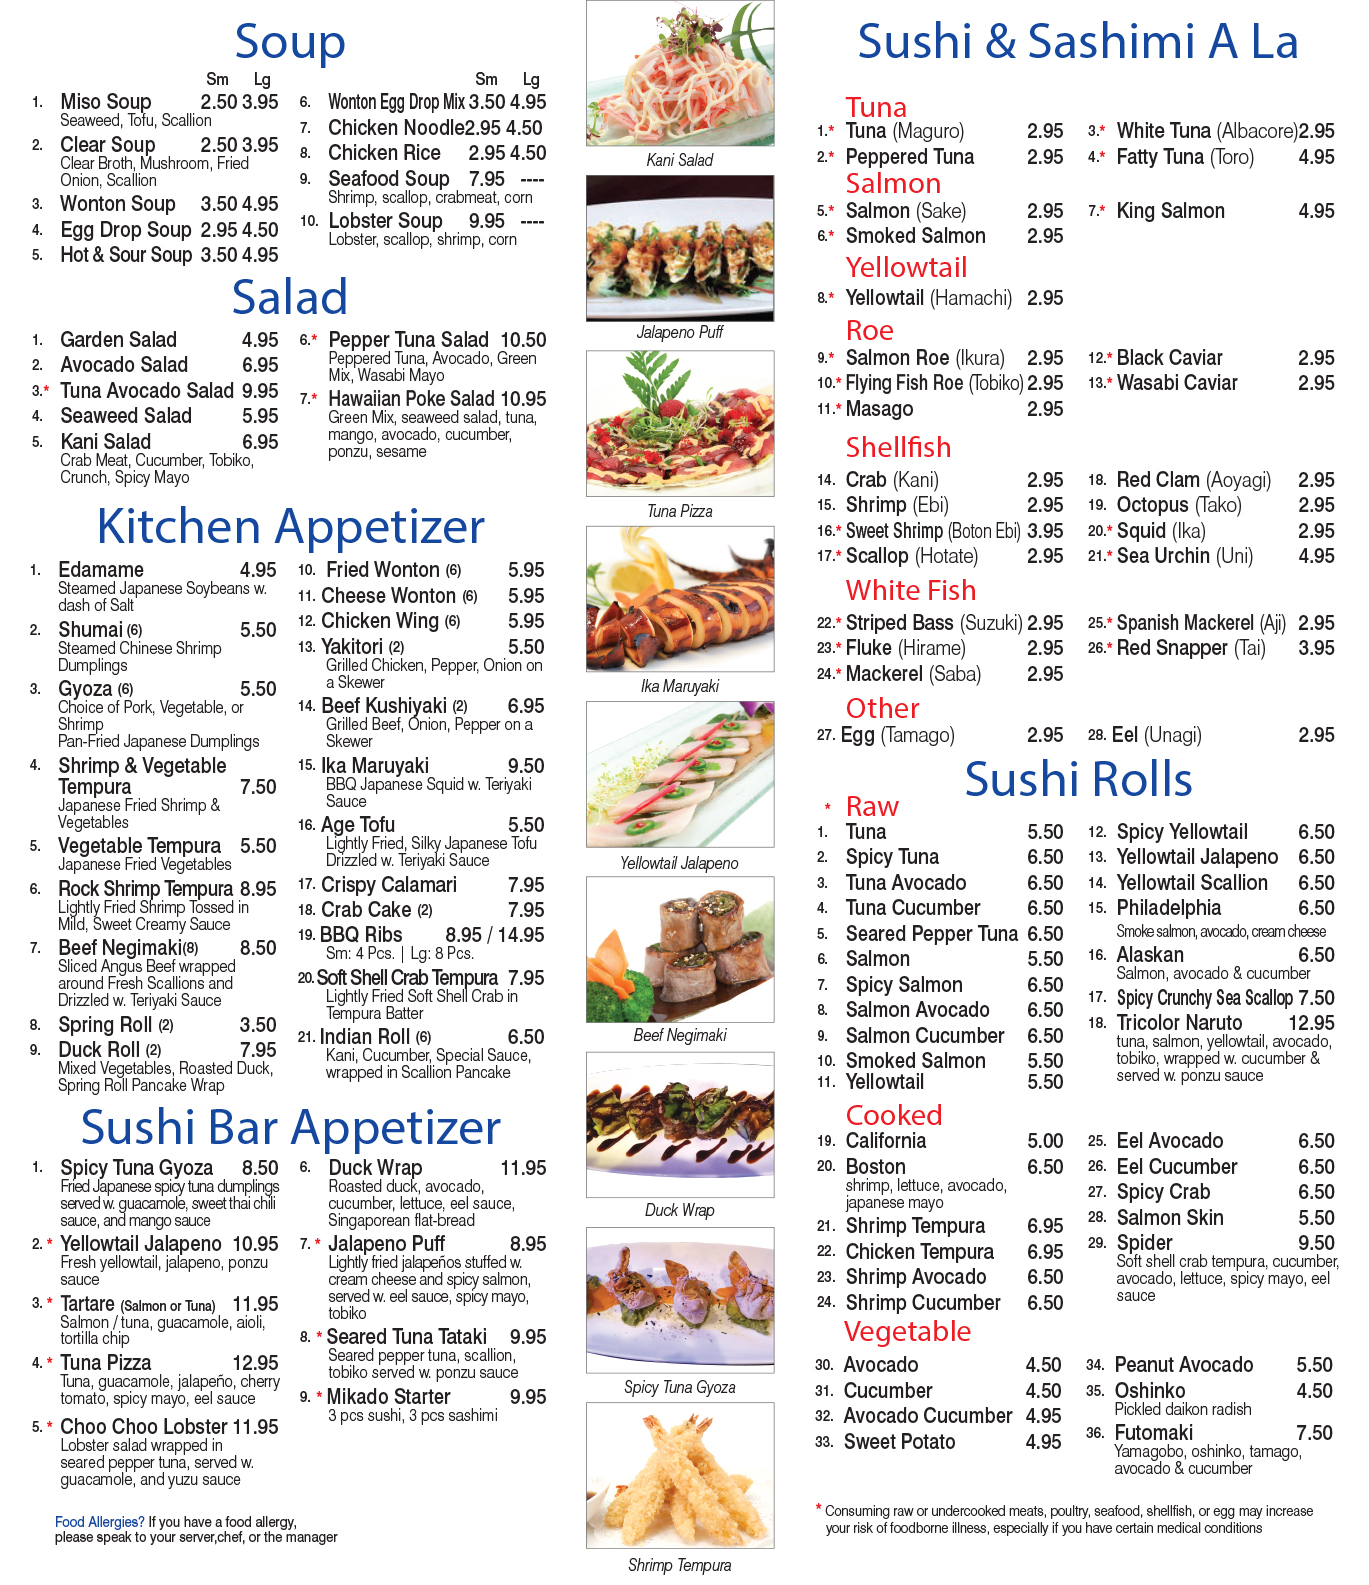 Soup
Sm Lg
1. Miso Soup 2.50 3.95
Seaweed, Tofu, Scallion
2. Clear Soup 2.50 3.95
Clear Broth, Mushroom, Fried
Onion, Scallion
3. Wonton Soup 3.50 4.95
4. Egg Drop Soup 2.95 4.50
5. Hot & Sour Soup 3.50 4.95
Sm Lg
6. Wonton Egg Drop Mix 3.50 4.95
7. Chicken Noodle 2.95 4.50
8. Chicken Rice 2.95 4.50
9. Seafood Soup 7.95 ----
Shrimp, scallop, crabmeat, corn
10. Lobster Soup 9.95 ----
Lobster, scallop, shrimp, corn
Salad
1. Garden Salad 4.95
2. Avocado Salad 6.95
3.* Tuna Avocado Salad 9.95
4. Seaweed Salad 5.95
5. Kani Salad 6.95
Crab Meat, Cucumber, Tobiko,
Crunch, Spicy Mayo
6.* Pepper Tuna Salad 10.50
Peppered Tuna, Avocado, Green
Mix, Wasabi Mayo
7.* Hawaiian Poke Salad 10.95
Green Mix, seaweed salad, tuna,
mango, avocado, cucumber,
ponzu, sesame
Kitchen Appetizer
1. Edamame 4.95
Steamed Japanese Soybeans w.
dash of Salt
2. Shumai (6) 5.50
Steamed Chinese Shrimp
Dumplings
3. Gyoza (6) 5.50
Choice of Pork, Vegetable, or
Shrimp
Pan-Fried Japanese Dumplings
4. Shrimp & Vegetable
Tempura 7.50
Japanese Fried Shrimp &
Vegetables
5. Vegetable Tempura 5.50
Japanese Fried Vegetables
6. Rock Shrimp Tempura 8.95
Lightly Fried Shrimp Tossed in
Mild, Sweet Creamy Sauce
7. Beef Negimaki(8) 8.50
Sliced Angus Beef wrapped
around Fresh Scallions and
Drizzled w. Teriyaki Sauce
8. Spring Roll (2) 3.50
9. Duck Roll (2) 7.95
Mixed Vegetables, Roasted Duck,
Spring Roll Pancake Wrap
10. Fried Wonton (6) 5.95
11. Cheese Wonton (6) 5.95
12. Chicken Wing (6) 5.95
13. Yakitori (2) 5.50
Grilled Chicken, Pepper, Onion on
a Skewer
14. Beef Kushiyaki (2) 6.95
Grilled Beef, Onion, Pepper on a
Skewer
15. Ika Maruyaki 9.50
BBQ Japanese Squid w. Teriyaki
Sauce
16. Age Tofu 5.50
Lightly Fried, Silky Japanese Tofu
Drizzled w. Teriyaki Sauce
17. Crispy Calamari 7.95
18. Crab Cake (2) 7.95
19. BBQ Ribs 8.95 / 14.95
Sm: 4 Pcs. | Lg: 8 Pcs.
20. Soft Shell Crab Tempura 7.95
Lightly Fried Soft Shell Crab in
Tempura Batter
21. Indian Roll (6) 6.50
Kani, Cucumber, Special Sauce,
wrapped in Scallion Pancake
Sushi Bar Appetizer
1. Spicy Tuna Gyoza 8.50
Fried Japanese spicy tuna dumplings
served w. guacamole, sweet thai chili
sauce, and mango sauce
2. * Yellowtail Jalapeno 10.95
Fresh yellowtail, jalapeno, ponzu
sauce
3. * Tartare (Salmon or Tuna) 11.95
Salmon / tuna, guacamole, aioli,
tortilla chip
4. * Tuna Pizza 12.95
Tuna, guacamole, jalapeño, cherry
tomato, spicy mayo, eel sauce
5. * Choo Choo Lobster 11.95
Lobster salad wrapped in
seared pepper tuna, served w.
guacamole, and yuzu sauce
6. Duck Wrap 11.95
Roasted duck, avocado,
cucumber, lettuce, eel sauce,
Singaporean flat-bread
7. * Jalapeno Puff 8.95
Lightly fried jalapeños stuffed w.
cream cheese and spicy salmon,
served w. eel sauce, spicy mayo,
tobiko
8. * Seared Tuna Tataki 9.95
Seared pepper tuna, scallion,
tobiko served w. ponzu sauce
9. * Mikado Starter 9.95
3 pcs sushi, 3 pcs sashimi
Food Allergies? If you have a food allergy,
please speak to your server,chef, or the manager
Kani Salad
Jalapeno Puff
Tuna Pizza
Ika Maruyaki
Yellowtail Jalapeno
Beef Negimaki
Duck Wrap
Spicy Tuna Gyoza
Shrimp Tempura
Sushi & Sashimi A La
Tuna
1.* Tuna (Maguro) 2.95
2.* Peppered Tuna 2.95
3.* White Tuna (Albacore) 2.95
4.* Fatty Tuna (Toro) 4.95
Salmon
5.* Salmon (Sake) 2.95
6.* Smoked Salmon 2.95
7.* King Salmon 4.95
Yellowtail
8.* Yellowtail (Hamachi) 2.95
Roe
9.* Salmon Roe (Ikura) 2.95
10.* Flying Fish Roe (Tobiko) 2.95
11.* Masago 2.95
12.* Black Caviar 2.95
13.* Wasabi Caviar 2.95
Shellfish
14. Crab (Kani) 2.95
15. Shrimp (Ebi) 2.95
16.* Sweet Shrimp (Boton Ebi) 3.95
17.* Scallop (Hotate) 2.95
18. Red Clam (Aoyagi) 2.95
19. Octopus (Tako) 2.95
20.* Squid (Ika) 2.95
21.* Sea Urchin (Uni) 4.95
White Fish
22.* Striped Bass (Suzuki) 2.95
23.* Fluke (Hirame) 2.95
24.* Mackerel (Saba) 2.95
25.* Spanish Mackerel (Aji) 2.95
26.* Red Snapper (Tai) 3.95
Other
27. Egg (Tamago) 2.95
28. Eel (Unagi) 2.95
Sushi Rolls
* Raw
1. Tuna 5.50
2. Spicy Tuna 6.50
3. Tuna Avocado 6.50
4. Tuna Cucumber 6.50
5. Seared Pepper Tuna 6.50
6. Salmon 5.50
7. Spicy Salmon 6.50
8. Salmon Avocado 6.50
9. Salmon Cucumber 6.50
10. Smoked Salmon 5.50
11. Yellowtail 5.50
12. Spicy Yellowtail 6.50
13. Yellowtail Jalapeno 6.50
14. Yellowtail Scallion 6.50
15. Philadelphia 6.50
Smoke salmon, avocado, cream cheese
16. Alaskan 6.50
Salmon, avocado & cucumber
17. Spicy Crunchy Sea Scallop 7.50
18. Tricolor Naruto 12.95
tuna, salmon, yellowtail, avocado,
tobiko, wrapped w. cucumber &
served w. ponzu sauce
Cooked
19. California 5.00
20. Boston 6.50
shrimp, lettuce, avocado,
japanese mayo
21. Shrimp Tempura 6.95
22. Chicken Tempura 6.95
23. Shrimp Avocado 6.50
24. Shrimp Cucumber 6.50
25. Eel Avocado 6.50
26. Eel Cucumber 6.50
27. Spicy Crab 6.50
28. Salmon Skin 5.50
29. Spider 9.50
Soft shell crab tempura, cucumber,
avocado, lettuce, spicy mayo, eel
sauce
Vegetable
30. Avocado 4.50
31. Cucumber 4.50
32. Avocado Cucumber 4.95
33. Sweet Potato 4.95
34. Peanut Avocado 5.50
35. Oshinko 4.50
Pickled daikon radish
36. Futomaki 7.50
Yamagobo, oshinko, tamago,
avocado & cucumber
* Consuming raw or undercooked meats, poultry, seafood, shellfish, or egg may increase
your risk of foodborne illness, especially if you have certain medical conditions